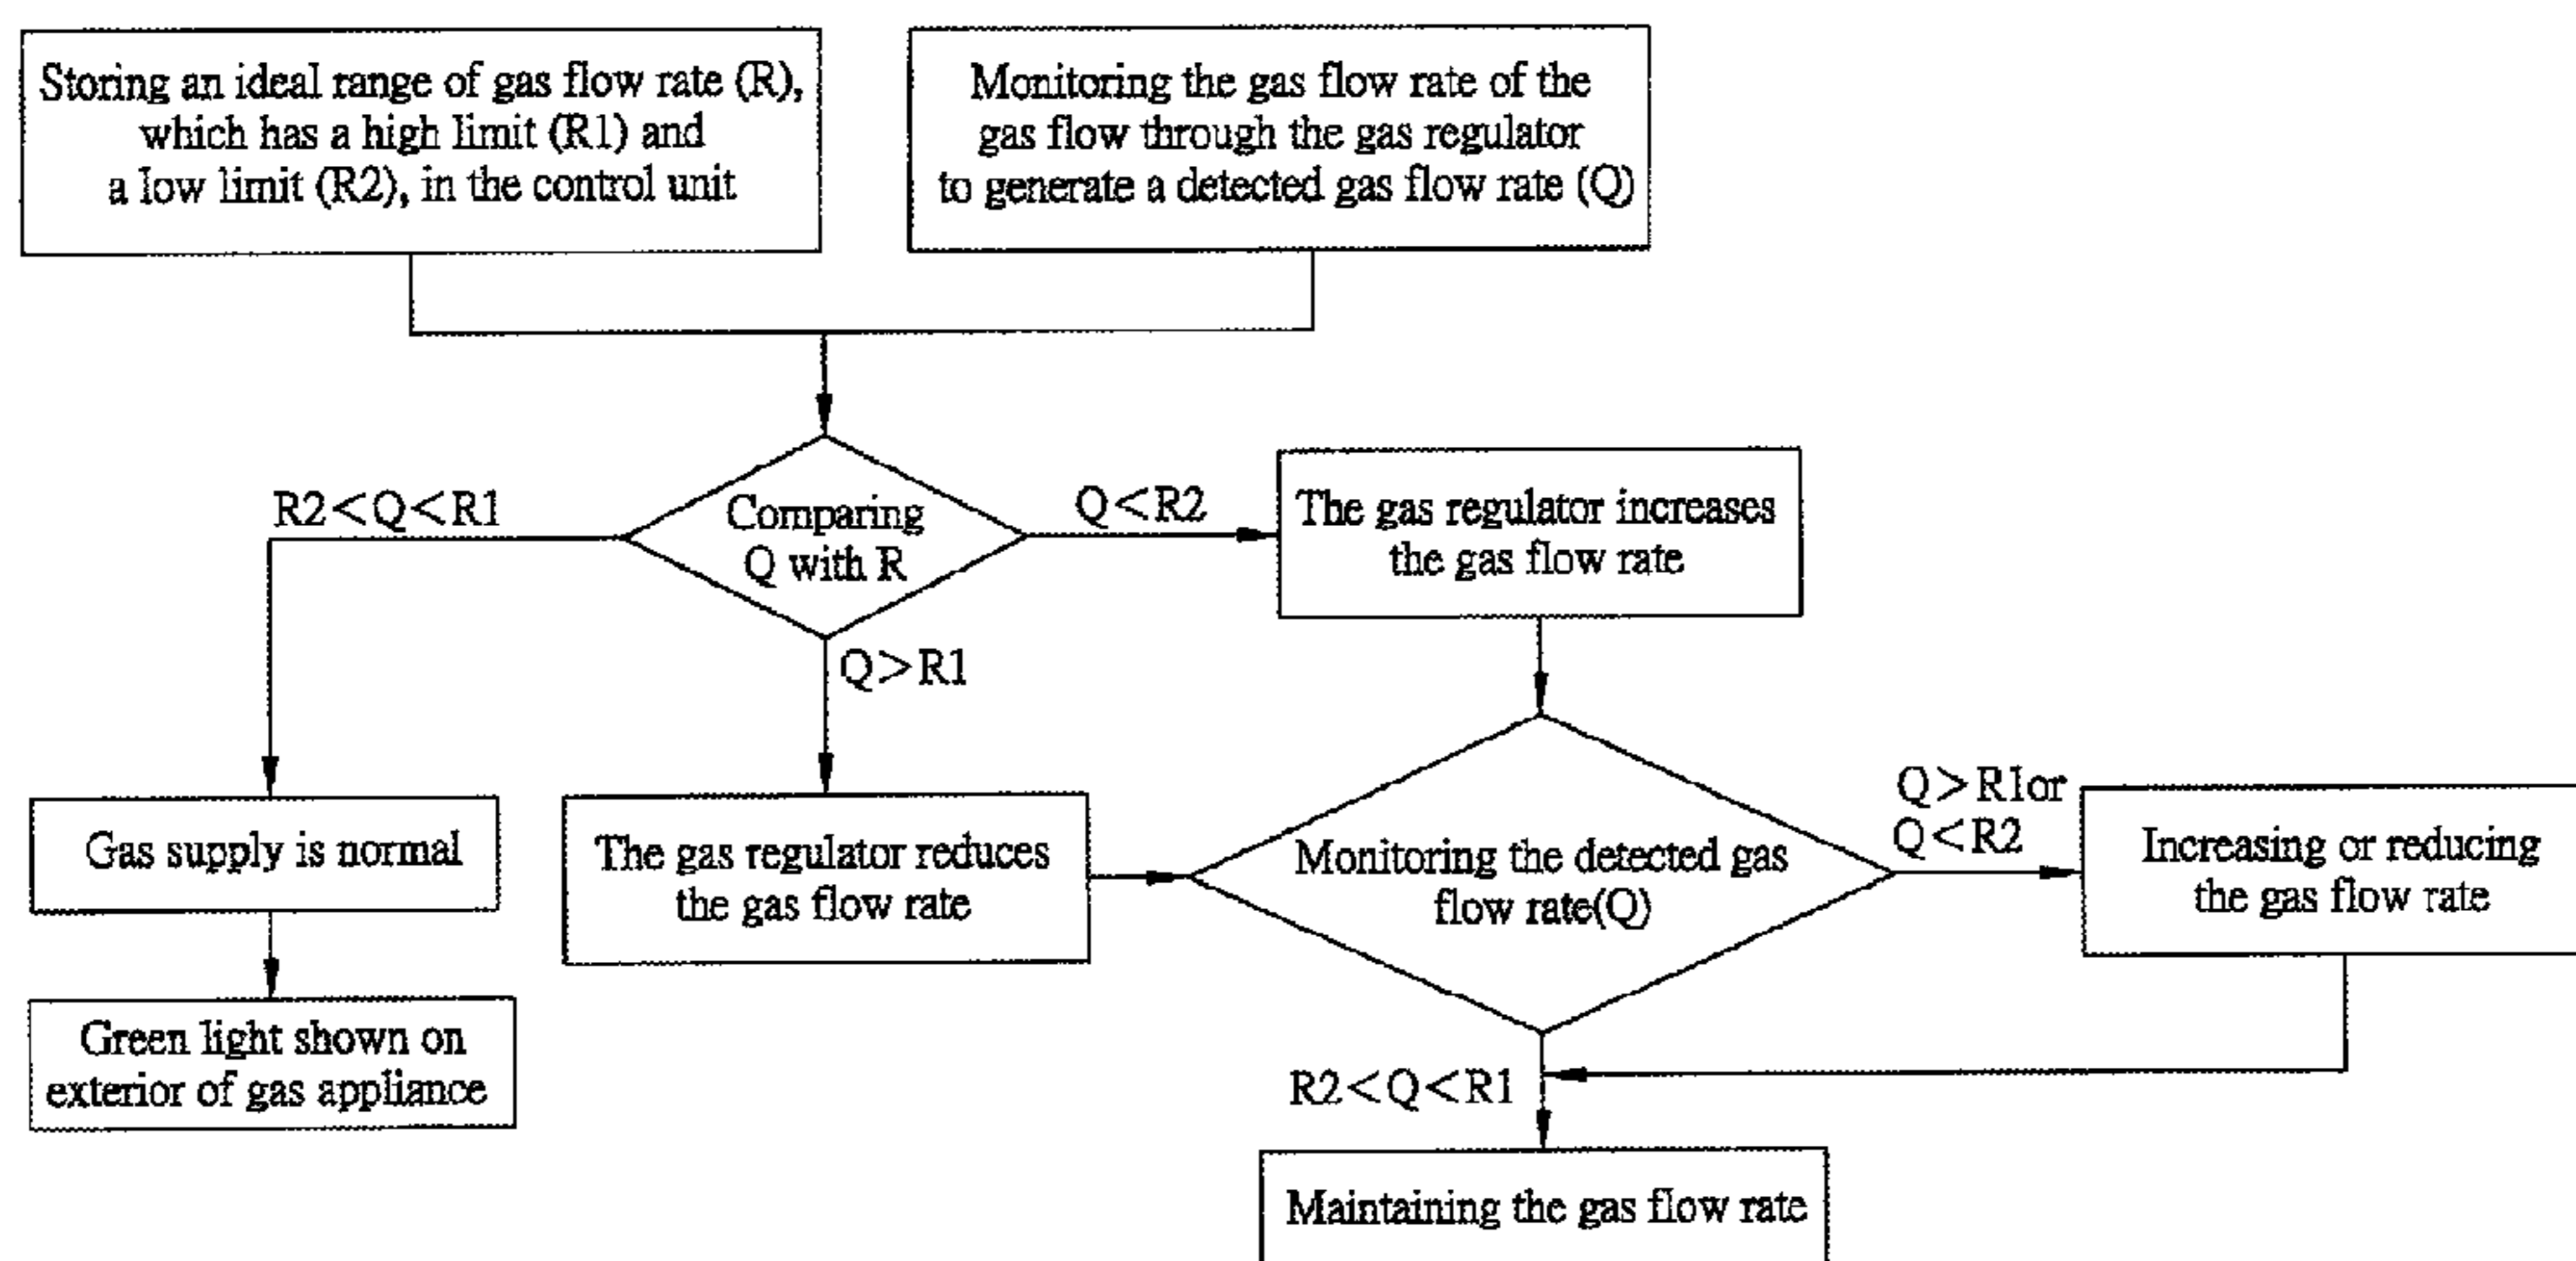 Storing an ideal range of gas flow rate (R),
which has a high limit (R1) and
a low limit (R2), in the control unit
Monitoring the gas flow rate of the
gas flow through the gas regulator
to generate a detected gas flow rate (Q)
R2<Q<R1
Comparing
Q with R
Q<R2
The gas regulator increases
the gas flow rate
Q>R1
Gas supply is normal
The gas regulator reduces
the gas flow rate
Monitoring the detected gas
flow rate(Q)
Q>R1or
Q<R2
Increasing or reducing
the gas flow rate
Green light shown on
exterior of gas appliance
R2<Q<R1
Maintaining the gas flow rate